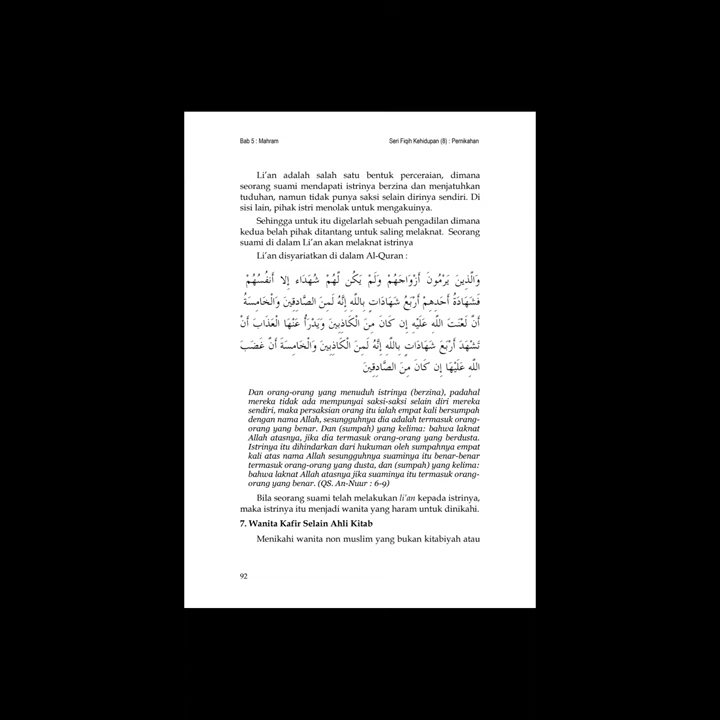 Bab 5 : Mahram Seri Fiqih Kehidupan (8) : Pernikahan
Li’an adalah salah satu bentuk perceraian, dimana
seorang suami mendapati istrinya berzina dan menjatuhkan
tuduhan, namun tidak punya saksi selain dirinya sendiri. Di
sisi lain, pihak istri menolak untuk mengakuinya.
Sehingga untuk itu digelarlah sebuah pengadilan dimana
kedua belah pihak ditantang untuk saling melaknat. Seorang
suami di dalam Li’an akan melaknat istrinya
Li’an disyariatkan di dalam Al-Quran :
وَالَّذِينَ يَرْمُونَ أَزْوَاجَهُمْ وَلَمْ يَكُن لَّهُمْ شُهَدَاء إِلا أَنفُسُهُمْ
فَشَهَادَةُ أَحَدِهِمْ أَرْبَعُ شَهَادَاتٍ بِاللَّهِ إِنَّهُ لَمِنَ الصَّادِقِينَ وَالْخَامِسَةُ
أَنَّ لَعْنَتَ اللَّهِ عَلَيْهِ إِن كَانَ مِنَ الْكَاذِبِينَ وَيَدْرَأُ عَنْهَا الْعَذَابَ أَنْ
تَشْهَدَ أَرْبَعَ شَهَادَاتٍ بِاللَّهِ إِنَّهُ لَمِنَ الْكَاذِبِينَ وَالْخَامِسَةَ أَنَّ غَضَبَ
اللَّهِ عَلَيْهَا إِن كَانَ مِنَ الصَّادِقِينَ
Dan orang-orang yang menuduh istrinya (berzina), padahal
mereka tidak ada mempunyai saksi-saksi selain diri mereka
sendiri, maka persaksian orang itu ialah empat kali bersumpah
dengan nama Allah, sesungguhnya dia adalah termasuk orang-
orang yang benar. Dan (sumpah) yang kelima: bahwa laknat
Allah atasnya, jika dia termasuk orang-orang yang berdusta.
Istrinya itu dihindarkan dari hukuman oleh sumpahnya empat
kali atas nama Allah sesungguhnya suaminya itu benar-benar
termasuk orang-orang yang dusta, dan (sumpah) yang kelima:
bahwa laknat Allah atasnya jika suaminya itu termasuk orang-
orang yang benar. (QS. An-Nuur : 6-9)
Bila seorang suami telah melakukan li’an kepada istrinya,
maka istrinya itu menjadi wanita yang haram untuk dinikahi.
7. Wanita Kafir Selain Ahli Kitab
Menikahi wanita non muslim yang bukan kitabiyah atau
92